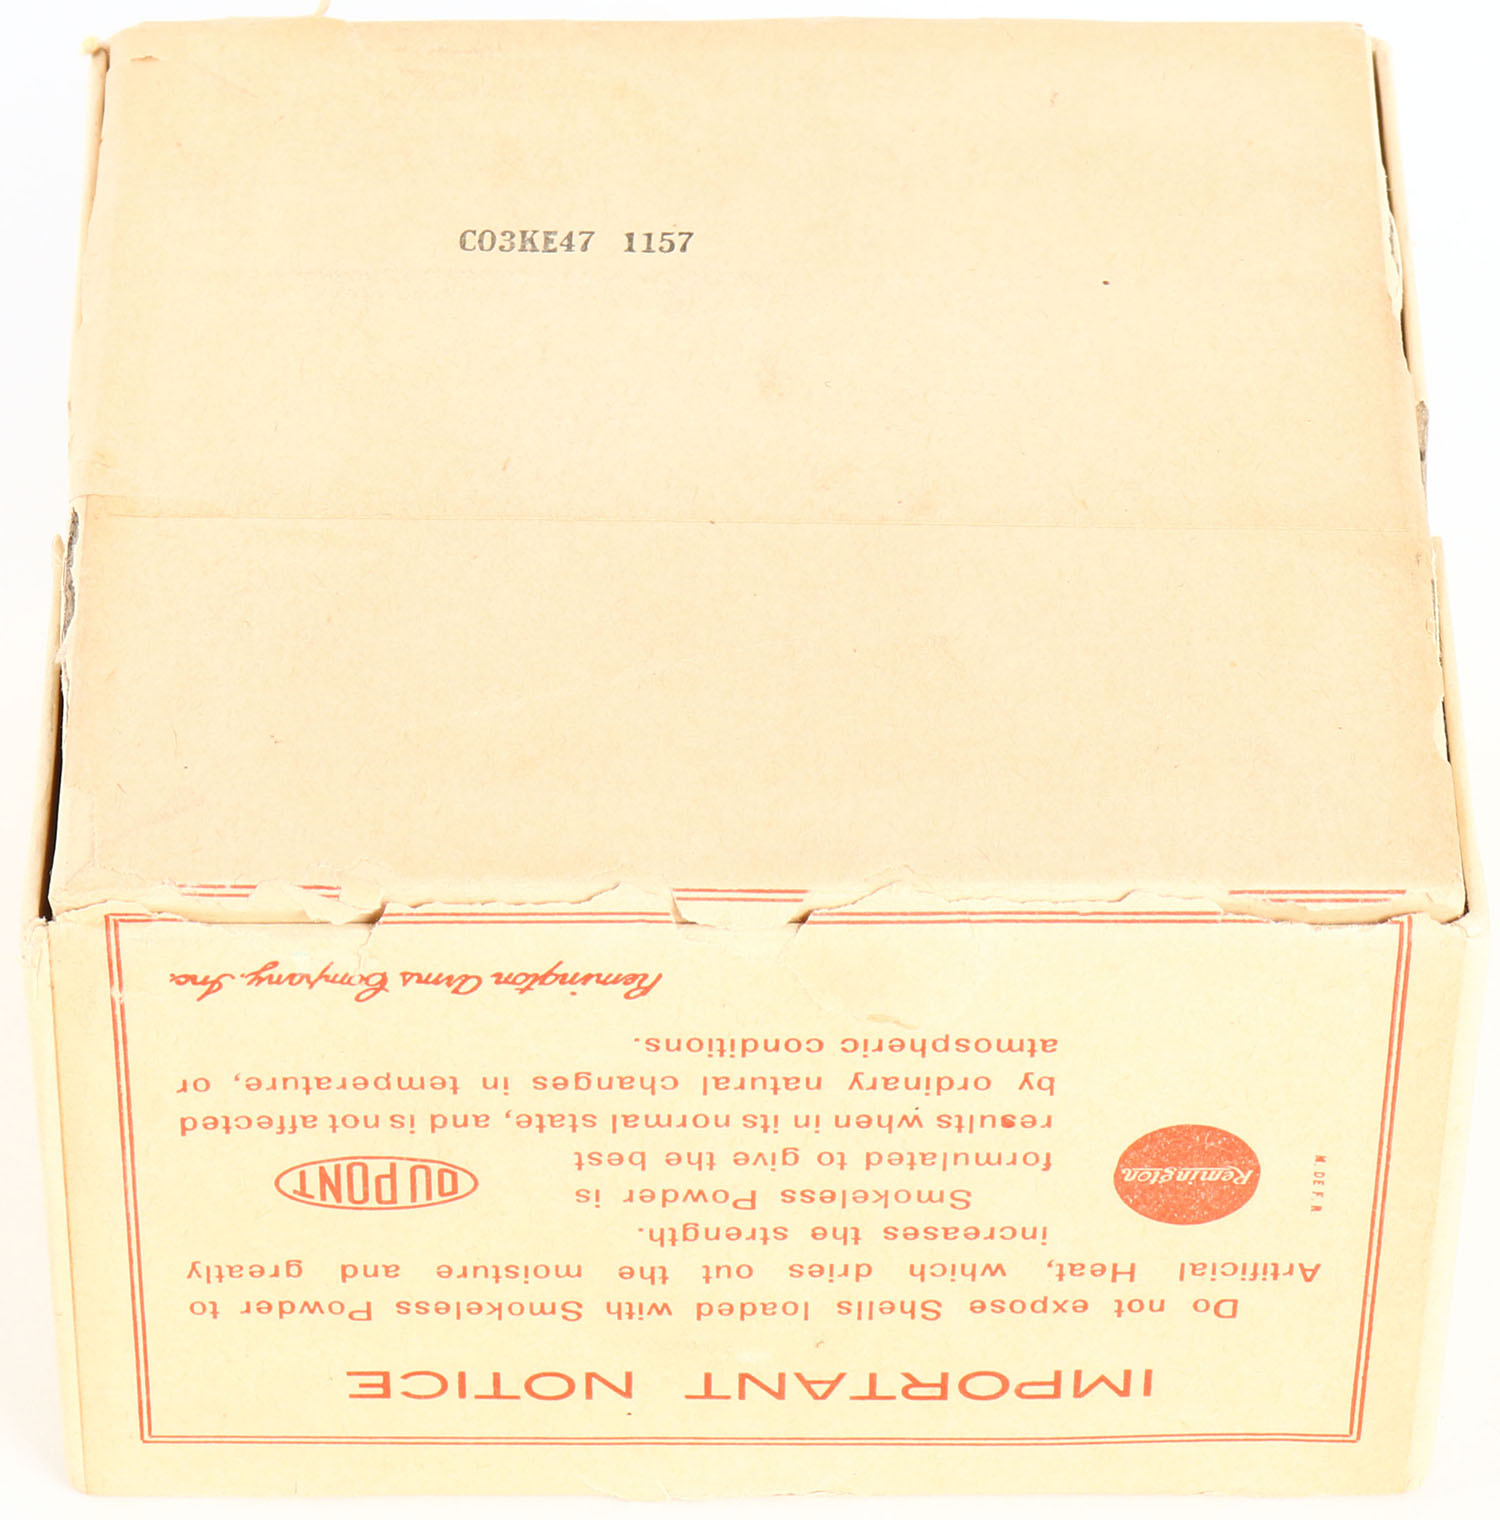 CO3KE47 1157
IMPORTANT NOTICE
Do not expose Shells loaded with Smokeless Powder to
Artificial Heat, which dries out the moisture and greatly
increases the strength.
Smokeless Powder is
formulated to give the best
results when in its normal state, and is not affected
by ordinary natural changes in temperature, or
atmospheric conditions.
Remington Arms Company, Inc.
M. DE F. R
Remington
DU PONT